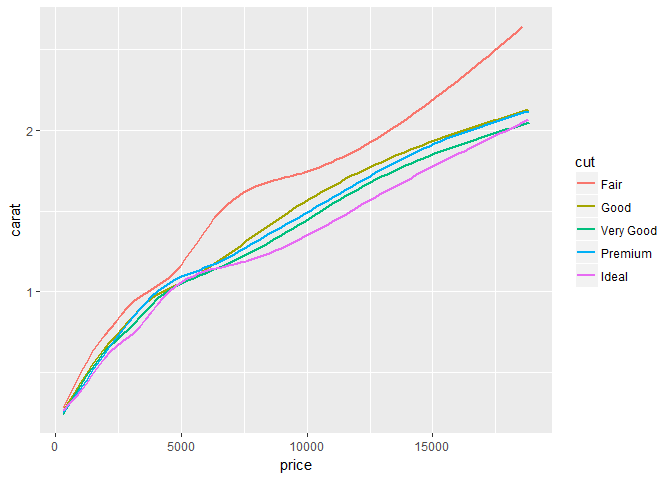 carat
2
1
0
5000
10000
15000
price
cut
Fair
Good
Very Good
Premium
Ideal